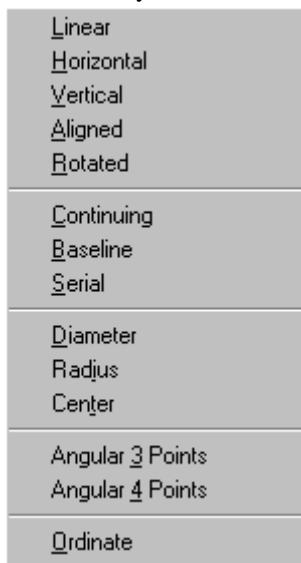 Linear
Horizontal
Vertical
Aligned
Rotated
Continuing
Baseline
Serial
Diameter
Radius
Center
Angular 3 Points
Angular 4 Points
Ordinate